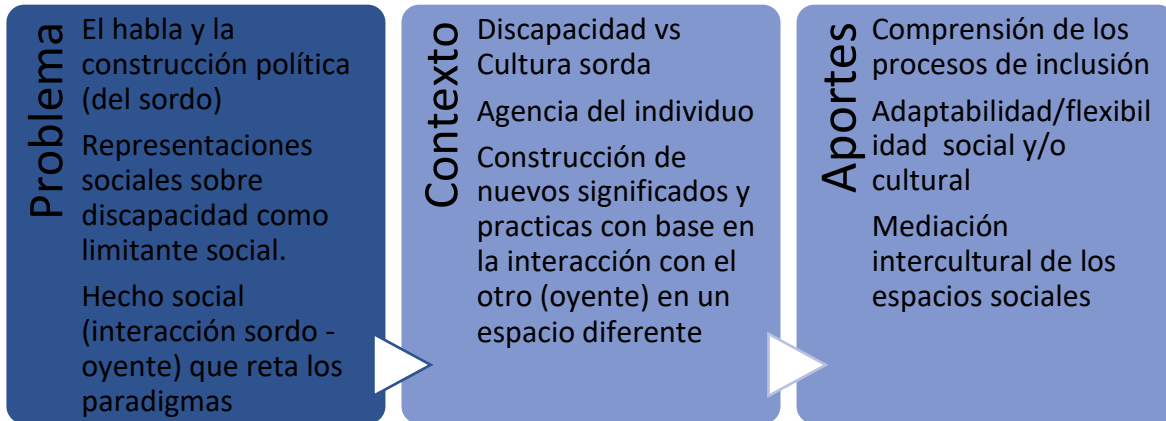 Problema
El habla y la
construcción política
(del sordo)
Representaciones
sociales sobre
discapacidad como
limitante social.
Hecho social
(interacción sordo -
oyente) que reta los
paradigmas
Contexto
Discapacidad vs
Cultura sorda
Agencia del individuo
Construcción de
nuevos significados y
practicas con base en
la interacción con el
otro (oyente) en un
espacio diferente
Aportes
Comprensión de los
procesos de inclusión
Adaptabilidad/flexibil
idad social y/o
cultural
Mediación
intercultural de los
espacios sociales